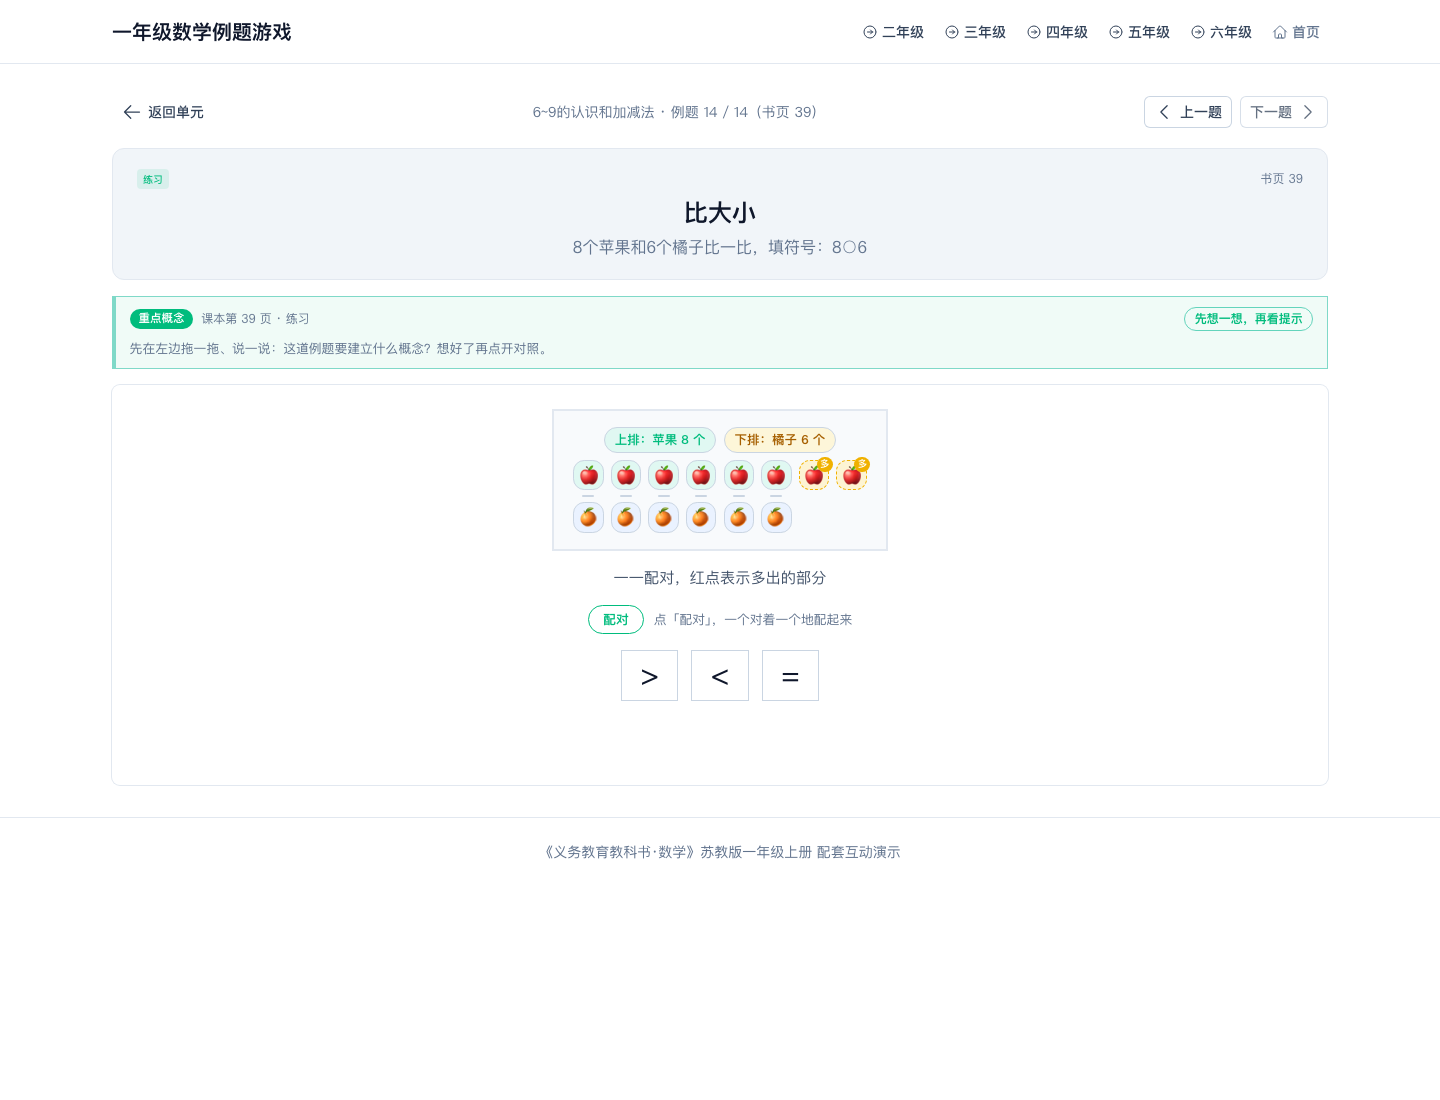 一年级数学例题游戏
二年级 三年级 四年级 五年级 六年级 首页
返回单元
6~9的认识和加减法 · 例题 14 / 14（书页 39）
上一题 下一题
练习
书页 39
比大小
8个苹果和6个橘子比一比，填符号：8○6
重点概念 课本第 39 页 · 练习
先想一想，再看提示
先在左边拖一拖、说一说：这道例题要建立什么概念？想好了再点开对照。
上排：苹果 8 个 下排：橘子 6 个
多 多
一一配对，红点表示多出的部分
配对 点「配对」，一个对着一个地配起来
> < =
《义务教育教科书·数学》苏教版一年级上册 配套互动演示